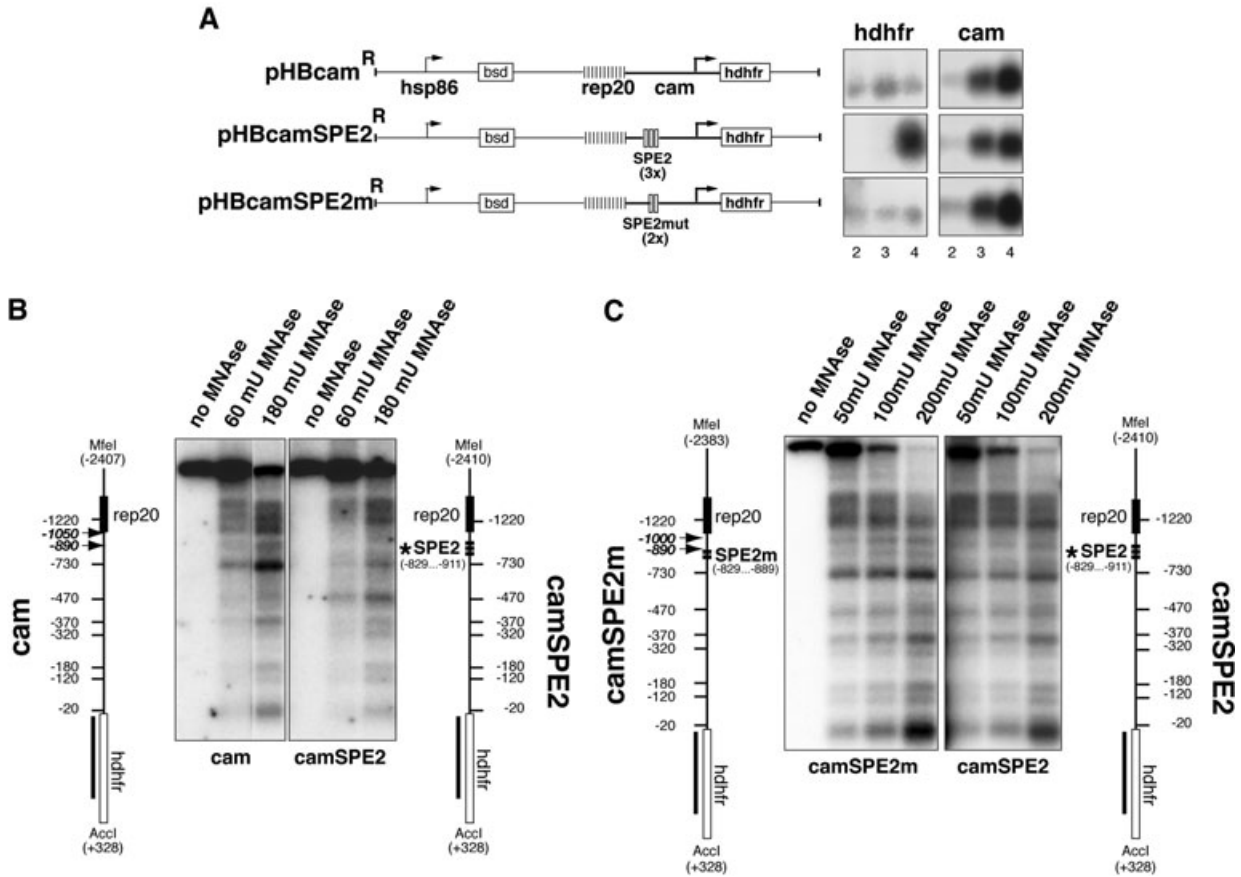 A
hdhfr cam
pHBcam R hsp86 bsd rep20 cam hdhfr
pHBcamSPE2 R bsd SPE2 (3x) hdhfr
pHBcamSPE2m R bsd SPE2mut (2x) hdhfr
2 3 4 2 3 4
B
no MNAse
60 mU MNAse
180 mU MNAse
no MNAse
60 mU MNAse
180 mU MNAse
MfeI
(-2407)
rep20
-1220
-1050
-890
-730
-470
-370
-320
-180
-120
-20
hdhfr
AccI
(+328)
cam
cam
camSPE2
MfeI
(-2410)
rep20
-1220
*SPE2
(-829...-911)
-730
-470
-370
-320
-180
-120
-20
hdhfr
AccI
(+328)
camSPE2
C
no MNAse
50mU MNAse
100mU MNAse
200mU MNAse
50mU MNAse
100mU MNAse
200mU MNAse
MfeI
(-2383)
rep20
-1220
-1000
-890
SPE2m
(-829...-889)
-730
-470
-370
-320
-180
-120
-20
hdhfr
AccI
(+328)
camSPE2m
camSPE2m
camSPE2
MfeI
(-2410)
rep20
-1220
*SPE2
(-829...-911)
-730
-470
-370
-320
-180
-120
-20
hdhfr
AccI
(+328)
camSPE2